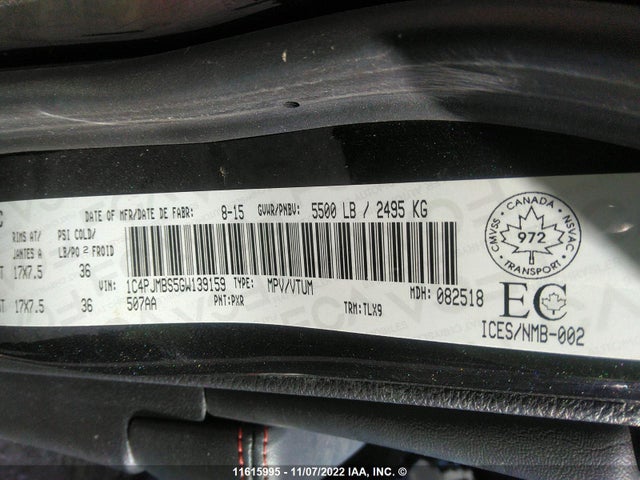 C
DATE OF MFR/DATE DE FABR: 8-15 GVWR/PNBV: 5500 LB / 2495 KG
RIMS AT/ PSI COLD/
JANTES A LB/PO 2 FROID
ST 17X7.5 36
VIN: 1C4PJMBS5GW139159 TYPE: MPV/VTUM MDH: 082518
ST 17X7.5 36 507AA PNT: PXR TRM: TLX9
CANADA
CMVSS 972 NSVAC
TRANSPORT
EC
ICES/NMB-002
11615995 - 11/07/2022 IAA, INC. ©